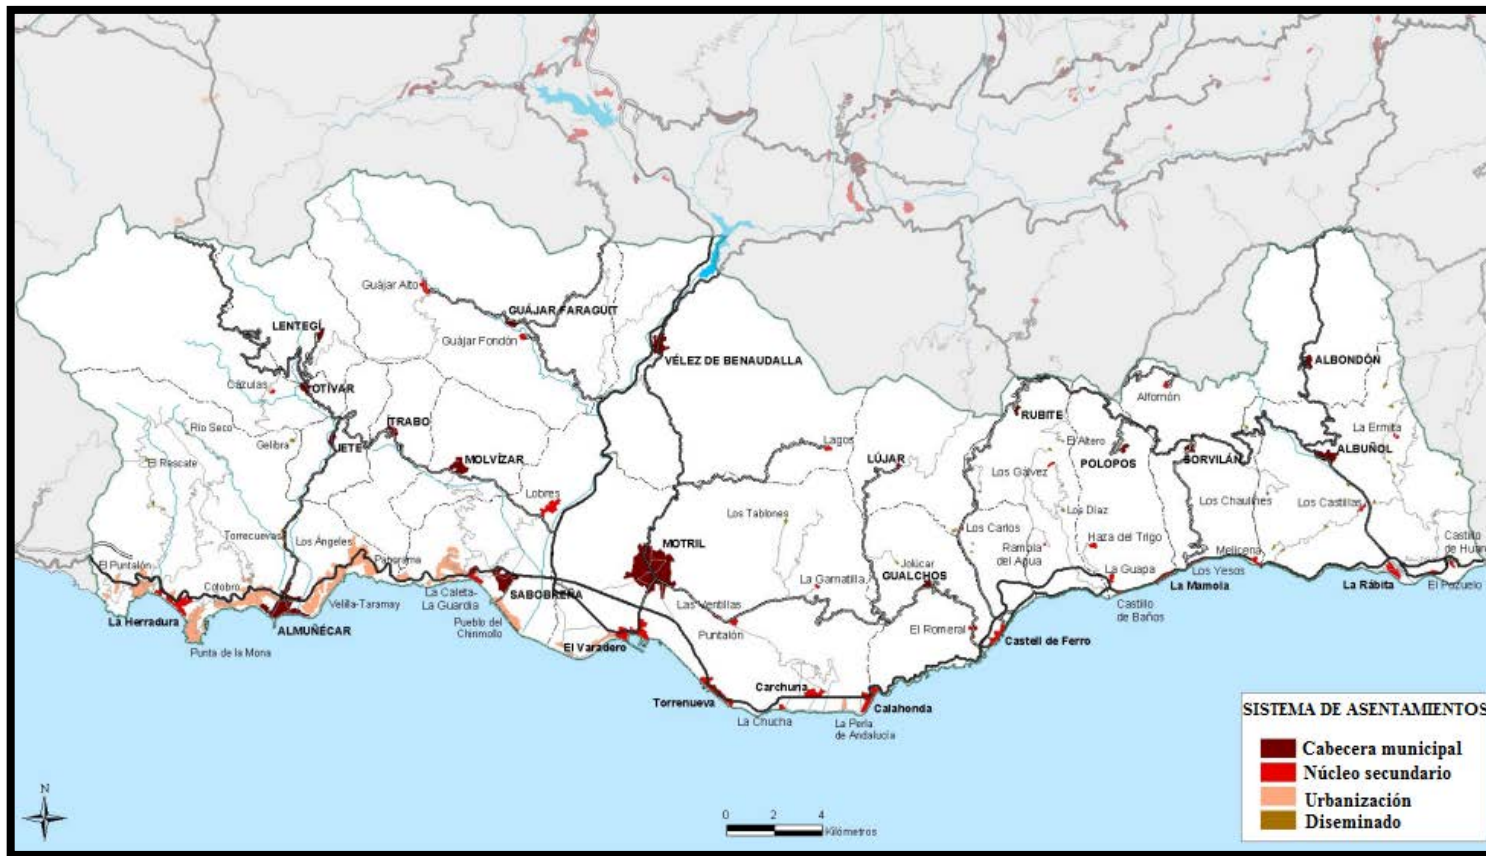 Guájar Alto
GUÁJAR FARAGÜIT
LENTEGÍ
Guájar Fondón
VÉLEZ DE BENAUDALLA
ALBONDÓN
Cázulas
OTÍVAR
Alfornón
RUBITE
ÍTRABO
Río Seco
Gelibra
JETE
La Ermita
El Altero
Lagos
ALBUÑOL
MOLVÍZAR
LÚJAR
POLOPOS
SORVILÁN
El Rescate
Los Gálvez
Lobres
Los Chaulines
Los Castillas
Los Tablones
Los Díaz
Torrecuevas
Los Angeles
Los Carlos
Haza del Trigo
Castillo
de Huarea
MOTRIL
Rambla
del Agua
Melicena
El Puntalón
Panorama
Jolúcar
GUALCHOS
La Guapa
Los Yesos
Cotobro
La Garnatilla
La Mamola
La Rábita
El Pozuelo
La Caleta-
La Guardia
SABOBREÑA
Velilla-Taramay
Las Ventillas
Castillo
de Baños
La Herradura
ALMUÑÉCAR
Pueblo del
Chirimollo
Puntalón
El Romeral
Castell de Ferro
Punta de la Mona
El Varadero
Carchuna
Torrenueva
Calahonda
La Chucha
La Perla
de Andalucía
SISTEMA DE ASENTAMIENTOS
Cabecera municipal
Núcleo secundario
Urbanización
Diseminado
N
0 2 4
Kilómetros